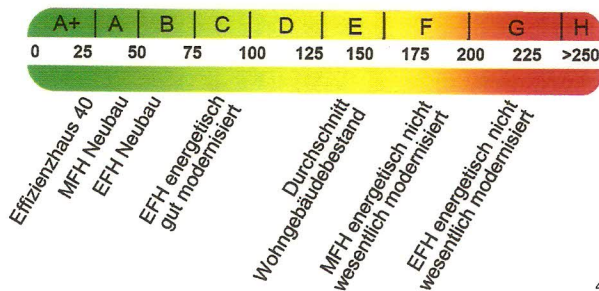 A+ A B C D E F G H
0 25 50 75 100 125 150 175 200 225 >250
Effizienzhaus 40
MFH Neubau
EFH Neubau
EFH energetisch
gut modernisiert
Durchschnitt
Wohngebäudebestand
MFH energetisch nicht
wesentlich modernisiert
EFH energetisch nicht
wesentlich modernisiert